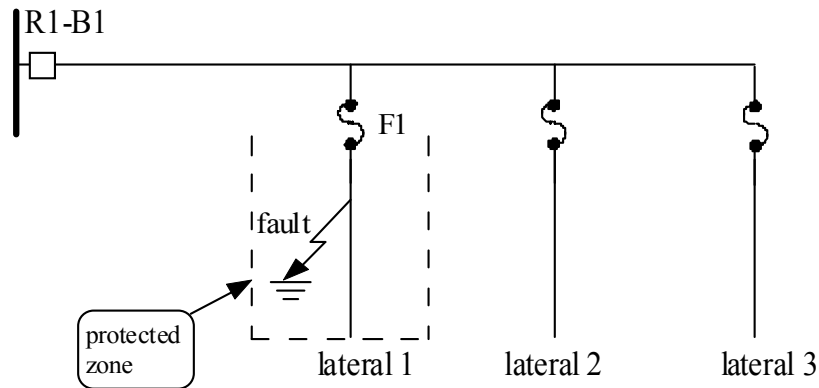 R1-B1
F1
fault
protected
zone
lateral 1
lateral 2
lateral 3